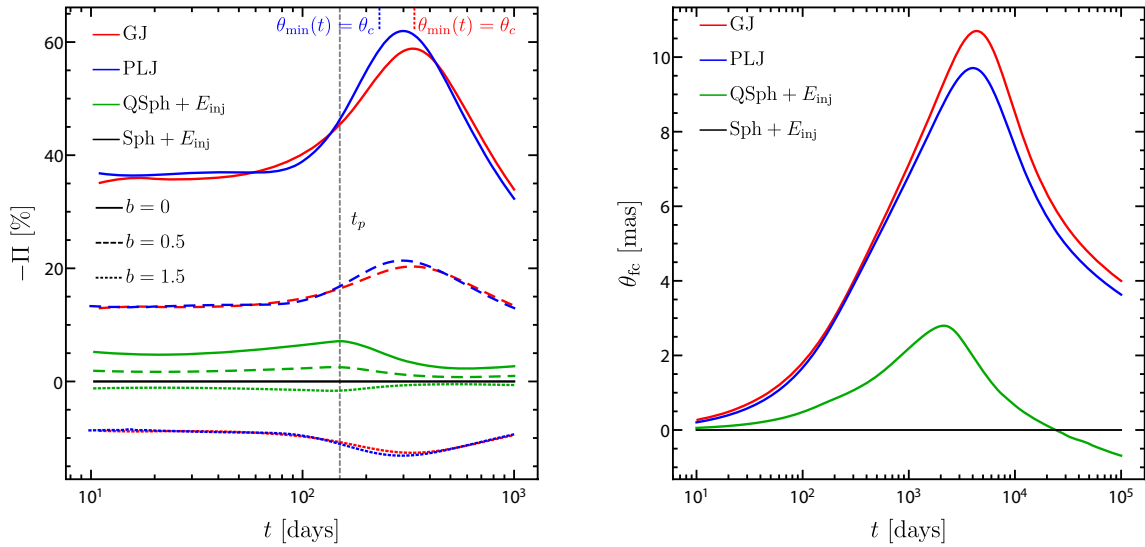 θ_min(t) = θ_c θ_min(t) = θ_c
GJ
PLJ
QSph + E_inj
Sph + E_inj
b = 0
b = 0.5
b = 1.5
t_p
−Π [%]
60
40
20
0
10^1 10^2 10^3
t [days]
GJ
PLJ
QSph + E_inj
Sph + E_inj
θ_fc [mas]
10
8
6
4
2
0
10^1 10^2 10^3 10^4 10^5
t [days]